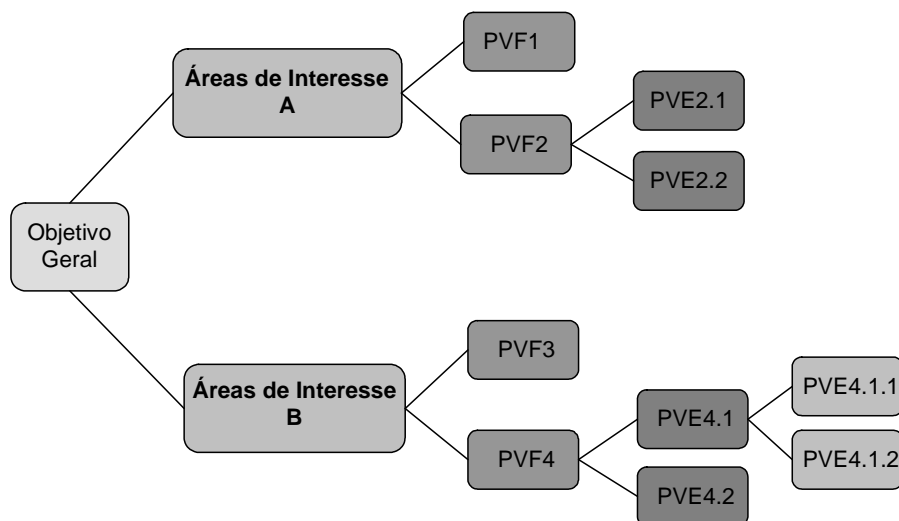 PVF1
Áreas de Interesse
A
PVE2.1
PVF2
PVE2.2
Objetivo
Geral
PVF3
Áreas de Interesse
B
PVE4.1.1
PVE4.1
PVF4
PVE4.1.2
PVE4.2